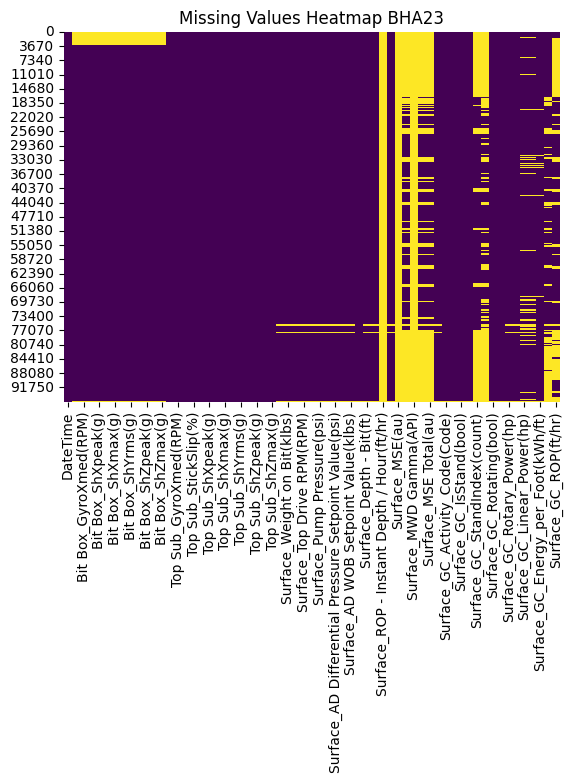 Missing Values Heatmap BHA23
0
3670
7340
11010
14680
18350
22020
25690
29360
33030
36700
40370
44040
47710
51380
55050
58720
62390
66060
69730
73400
77070
80740
84410
88080
91750
DateTime
Bit Box_GyroXmed(RPM)
Bit Box_ShXpeak(g)
Bit Box_ShXmax(g)
Bit Box_ShYrms(g)
Bit Box_ShZpeak(g)
Bit Box_ShZmax(g)
Top Sub_GyroXmed(RPM)
Top Sub_StickSlip(%)
Top Sub_ShXpeak(g)
Top Sub_ShXmax(g)
Top Sub_ShYrms(g)
Top Sub_ShZpeak(g)
Top Sub_ShZmax(g)
Surface_Weight on Bit(klbs)
Surface_Top Drive RPM(RPM
Surface_Pump Pressure(psi)
Surface_AD Differential Pressure Setpoint Value(psi)
Surface_AD WOB Setpoint Value(klbs)
Surface_Depth - Bit(ft)
Surface_ROP - Instant Depth / Hour(ft/hr)
Surface_MSE(au)
Surface_MWD Gamma(API)
Surface_MSE Total(au)
Surface_GC_Activity_Code(Code)
Surface_GC_isStand(bool)
Surface_GC_StandIndex(count)
Surface_GC_Rotating(bool)
Surface_GC_Rotary_Power(hp)
Surface_GC_Linear_Power(hp)
Surface_GC_Energy_per_Foot(kWh/ft)
Surface_GC_ROP(ft/hr)